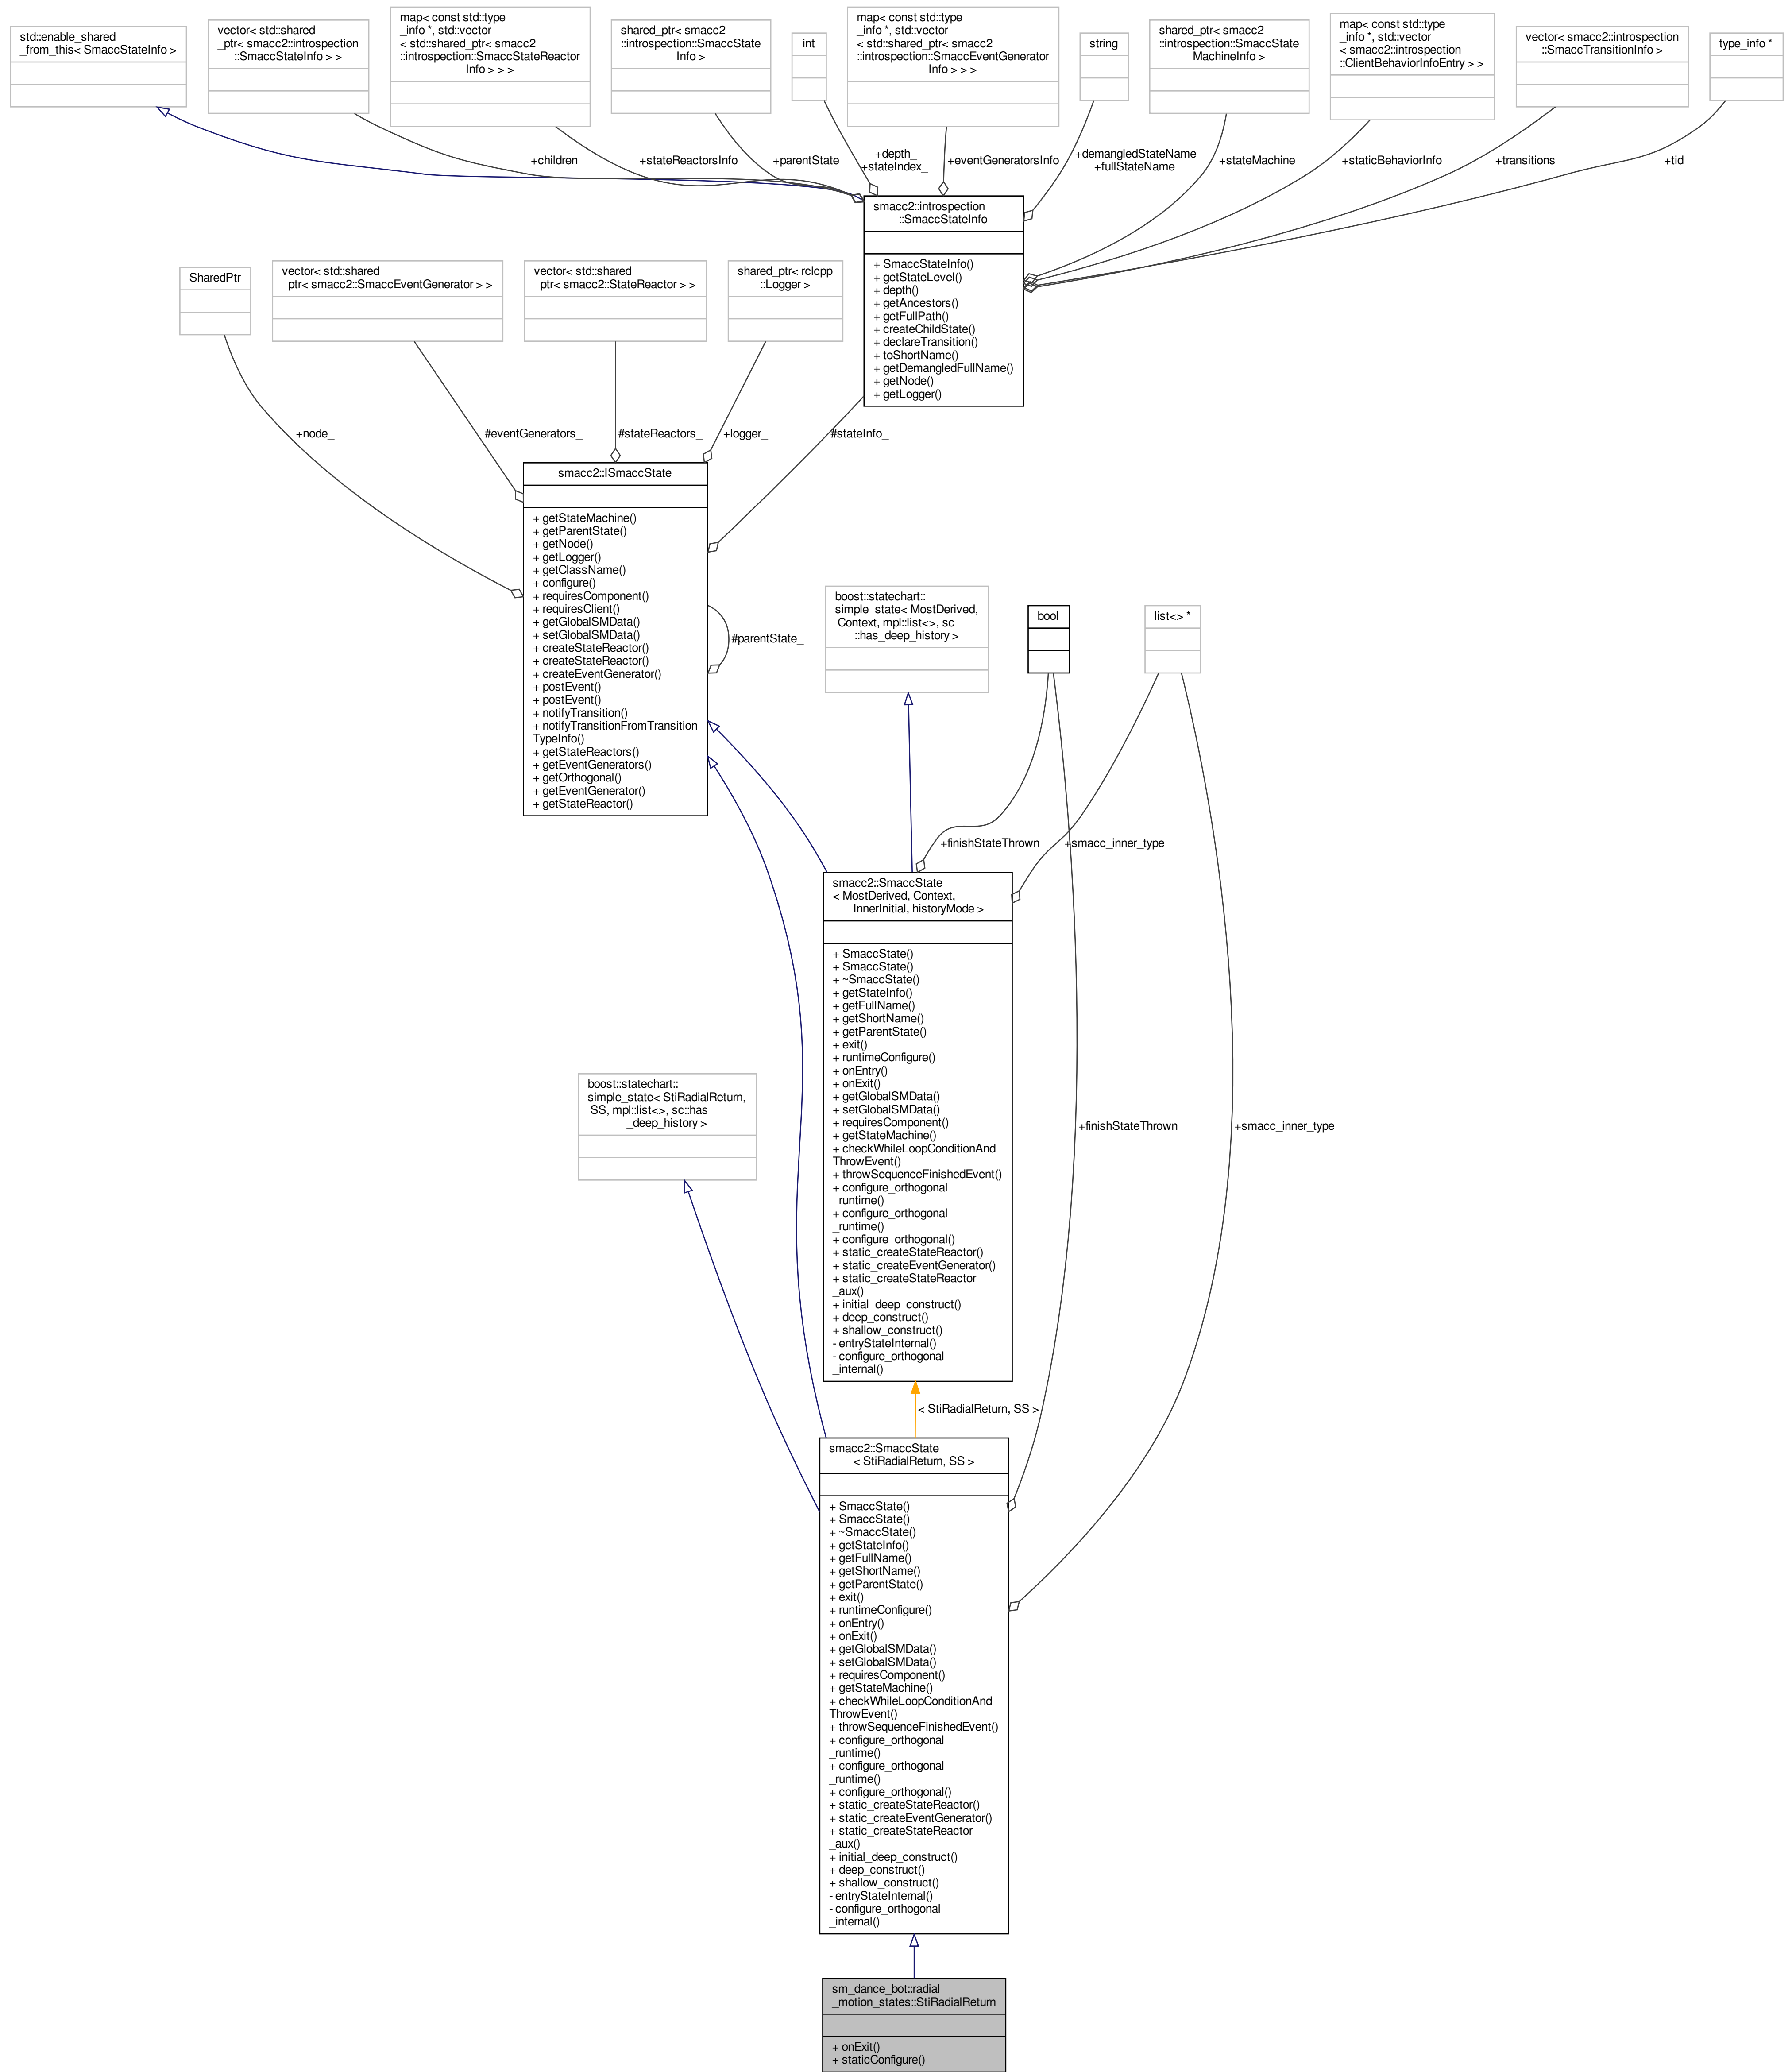 std::enable_shared
_from_this< SmaccStateInfo >
vector< std::shared
_ptr< smacc2::introspection
::SmaccStateInfo > >
map< const std::type
_info *, std::vector
< std::shared_ptr< smacc2
::introspection::SmaccStateReactor
Info > > >
shared_ptr< smacc2
::introspection::SmaccState
Info >
int
map< const std::type
_info *, std::vector
< std::shared_ptr< smacc2
::introspection::SmaccEventGenerator
Info > > >
string
shared_ptr< smacc2
::introspection::SmaccState
MachineInfo >
map< const std::type
_info *, std::vector
< smacc2::introspection
::ClientBehaviorInfoEntry > >
vector< smacc2::introspection
::SmaccTransitionInfo >
type_info *
+children_
+stateReactorsInfo
+parentState_
+depth_
+stateIndex_
+eventGeneratorsInfo
+demangledStateName
+fullStateName
+stateMachine_
+staticBehaviorInfo
+transitions_
+tid_
smacc2::introspection
::SmaccStateInfo
+ SmaccStateInfo()
+ getStateLevel()
+ depth()
+ getAncestors()
+ getFullPath()
+ createChildState()
+ declareTransition()
+ toShortName()
+ getDemangledFullName()
+ getNode()
+ getLogger()
SharedPtr
vector< std::shared
_ptr< smacc2::SmaccEventGenerator > >
vector< std::shared
_ptr< smacc2::StateReactor > >
shared_ptr< rclcpp
::Logger >
+node_
#eventGenerators_
#stateReactors_
+logger_
#stateInfo_
smacc2::ISmaccState
+ getStateMachine()
+ getParentState()
+ getNode()
+ getLogger()
+ getClassName()
+ configure()
+ requiresComponent()
+ requiresClient()
+ getGlobalSMData()
+ setGlobalSMData()
+ createStateReactor()
+ createStateReactor()
+ createEventGenerator()
+ postEvent()
+ postEvent()
+ notifyTransition()
+ notifyTransitionFromTransition
TypeInfo()
+ getStateReactors()
+ getEventGenerators()
+ getOrthogonal()
+ getEventGenerator()
+ getStateReactor()
#parentState_
boost::statechart::
simple_state< MostDerived,
Context, mpl::list<>, sc
::has_deep_history >
bool
list<> *
+finishStateThrown
+smacc_inner_type
smacc2::SmaccState
< MostDerived, Context,
InnerInitial, historyMode >
+ SmaccState()
+ SmaccState()
+ ~SmaccState()
+ getStateInfo()
+ getFullName()
+ getShortName()
+ getParentState()
+ exit()
+ runtimeConfigure()
+ onEntry()
+ onExit()
+ getGlobalSMData()
+ setGlobalSMData()
+ requiresComponent()
+ getStateMachine()
+ checkWhileLoopConditionAnd
ThrowEvent()
+ throwSequenceFinishedEvent()
+ configure_orthogonal
_runtime()
+ configure_orthogonal
_runtime()
+ configure_orthogonal()
+ static_createStateReactor()
+ static_createEventGenerator()
+ static_createStateReactor
_aux()
+ initial_deep_construct()
+ deep_construct()
+ shallow_construct()
- entryStateInternal()
- configure_orthogonal
_internal()
boost::statechart::
simple_state< StiRadialReturn,
SS, mpl::list<>, sc::has
_deep_history >
+finishStateThrown
+smacc_inner_type
< StiRadialReturn, SS >
smacc2::SmaccState
< StiRadialReturn, SS >
+ SmaccState()
+ SmaccState()
+ ~SmaccState()
+ getStateInfo()
+ getFullName()
+ getShortName()
+ getParentState()
+ exit()
+ runtimeConfigure()
+ onEntry()
+ onExit()
+ getGlobalSMData()
+ setGlobalSMData()
+ requiresComponent()
+ getStateMachine()
+ checkWhileLoopConditionAnd
ThrowEvent()
+ throwSequenceFinishedEvent()
+ configure_orthogonal
_runtime()
+ configure_orthogonal
_runtime()
+ configure_orthogonal()
+ static_createStateReactor()
+ static_createEventGenerator()
+ static_createStateReactor
_aux()
+ initial_deep_construct()
+ deep_construct()
+ shallow_construct()
- entryStateInternal()
- configure_orthogonal
_internal()
sm_dance_bot::radial
_motion_states::StiRadialReturn
+ onExit()
+ staticConfigure()